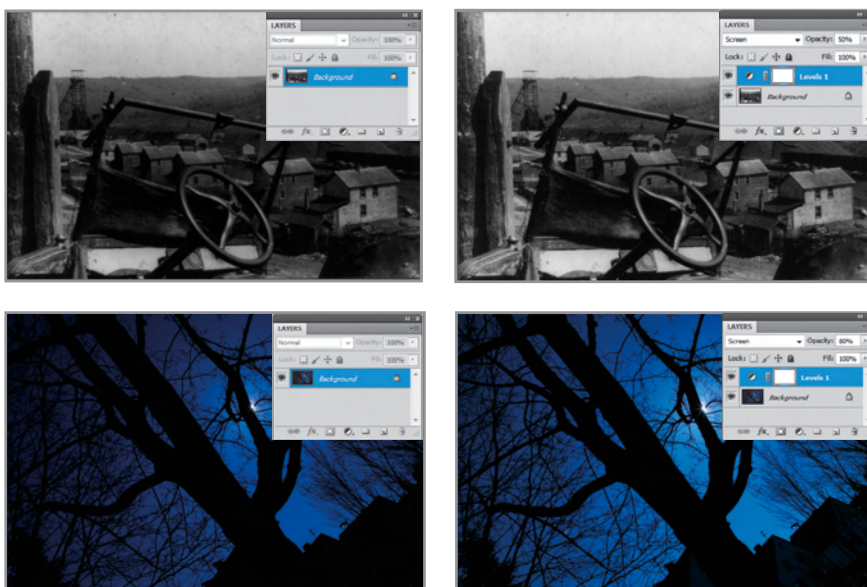 LAYERS
Normal Opacity: 100%
Lock: Fill: 100%
Background
LAYERS
Screen Opacity: 50%
Lock: Fill: 100%
Levels 1
Background
LAYERS
Normal Opacity: 100%
Lock: Fill: 100%
Background
LAYERS
Screen Opacity: 80%
Lock: Fill: 100%
Levels 1
Background